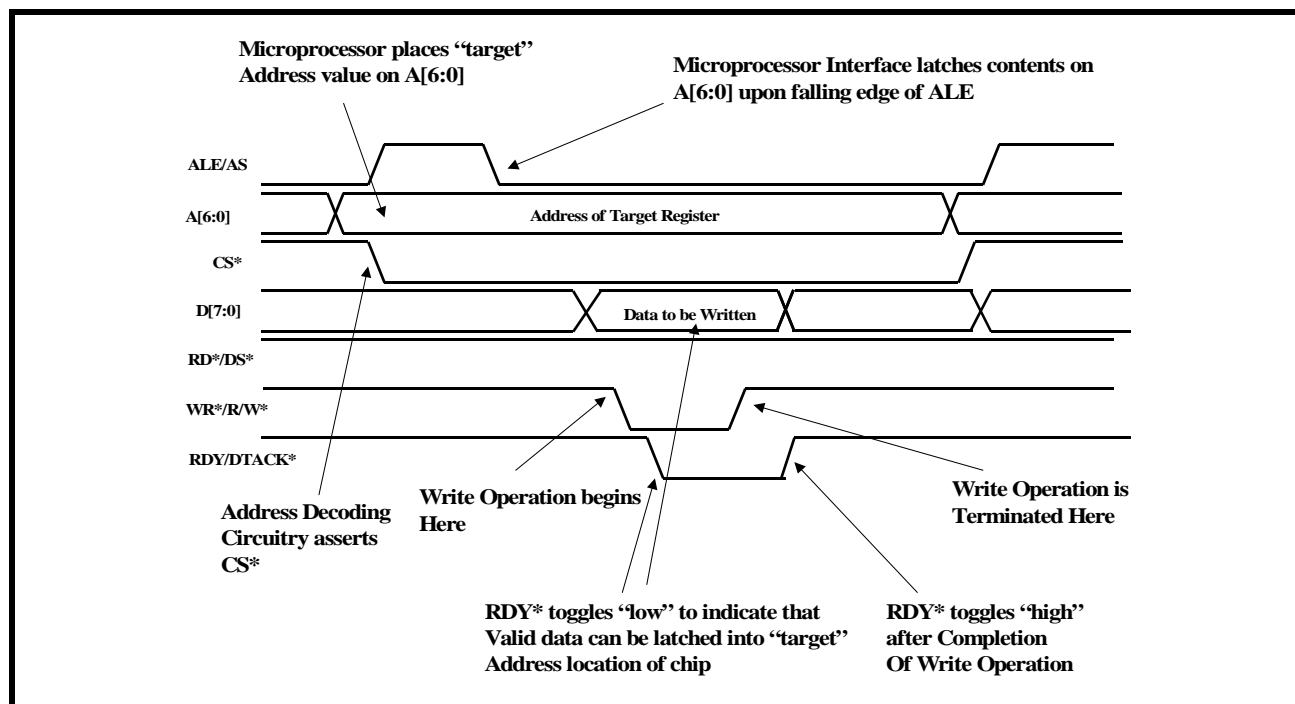 Microprocessor places “target”
Address value on A[6:0]
Microprocessor Interface latches contents on
A[6:0] upon falling edge of ALE
ALE/AS
A[6:0]
Address of Target Register
CS*
D[7:0]
Data to be Written
RD*/DS*
WR*/R/W*
RDY/DTACK*
Address Decoding
Circuitry asserts
CS*
Write Operation begins
Here
Write Operation is
Terminated Here
RDY* toggles “low” to indicate that
Valid data can be latched into “target”
Address location of chip
RDY* toggles “high”
after Completion
Of Write Operation